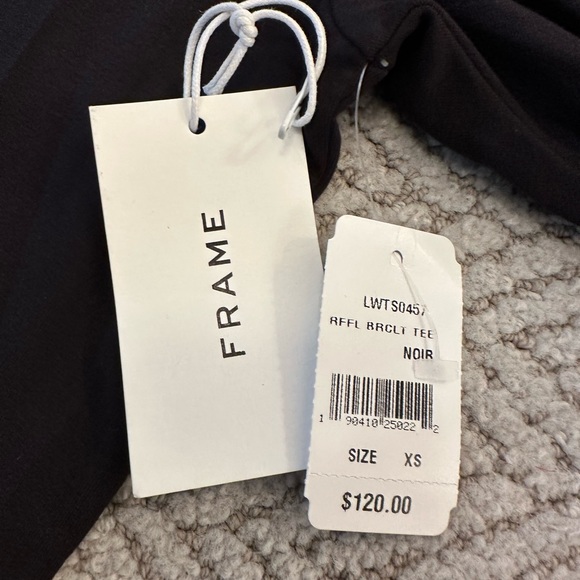 FRAME
LWTS0457
RFFL BRCLT TEE
NOIR
1 90410 25022 2
SIZE XS
$120.00